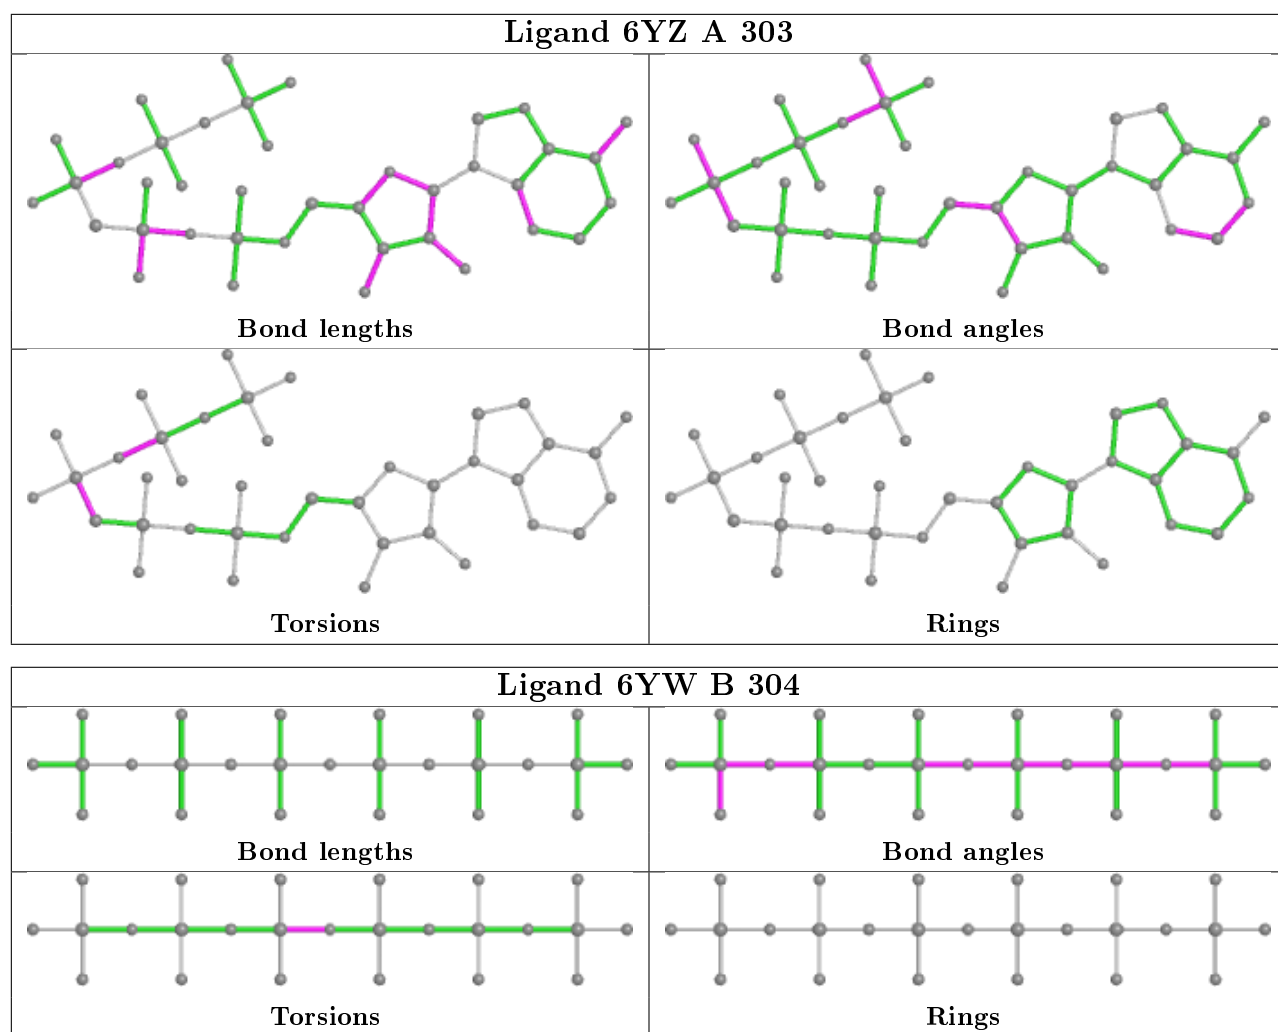 Ligand 6YZ A 303
Bond lengths
Bond angles
Torsions
Rings
Ligand 6YW B 304
Bond lengths
Bond angles
Torsions
Rings